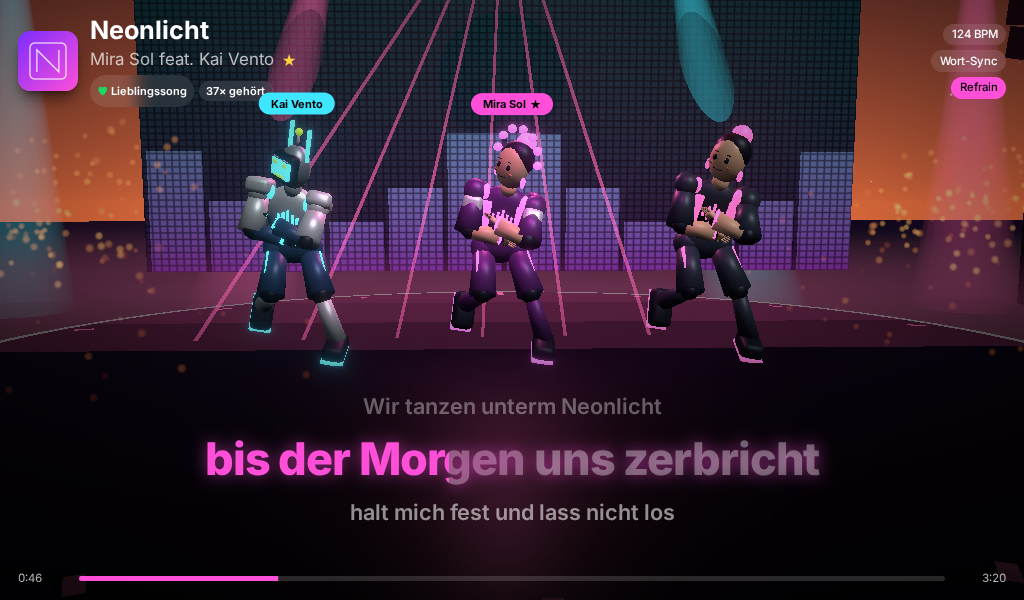 Neonlicht
Mira Sol feat. Kai Vento ★
Lieblingssong
37× gehört
124 BPM
Wort-Sync
Refrain
N
Kai Vento
Mira Sol ★
Wir tanzen unterm Neonlicht
bis der Morgen uns zerbricht
halt mich fest und lass nicht los
0:46
3:20